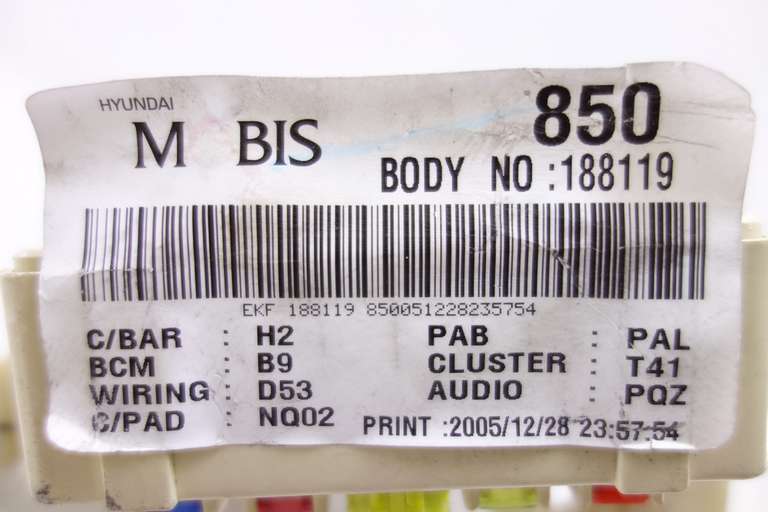 HYUNDAI
M BIS
850
BODY NO :188119
EKF 188119 850051228235754
C/BAR : H2 PAB : PAL
BCM : B9 CLUSTER : T41
WIRING : D53 AUDIO : PQZ
C/PAD : NQ02 PRINT :2005/12/28 23:57:54